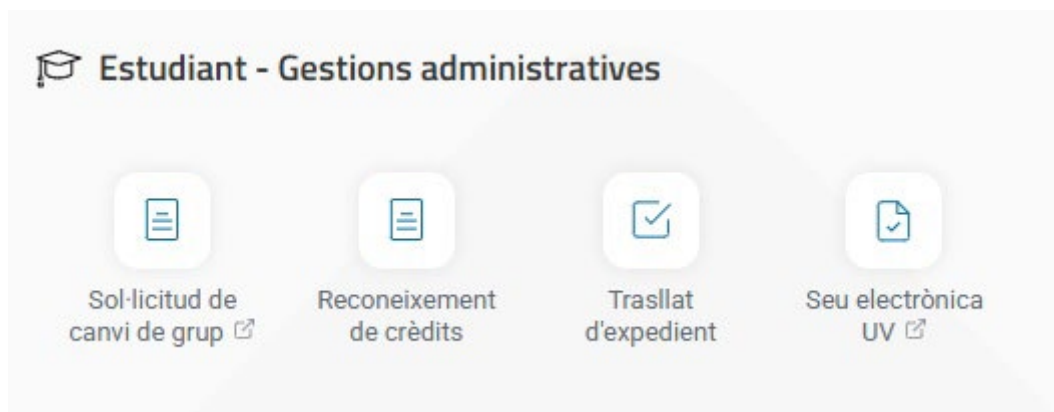 Estudiant - Gestions administratives
Sol·licitud de
canvi de grup
Reconeixement
de crèdits
Trasllat
d'expedient
Seu electrònica
UV